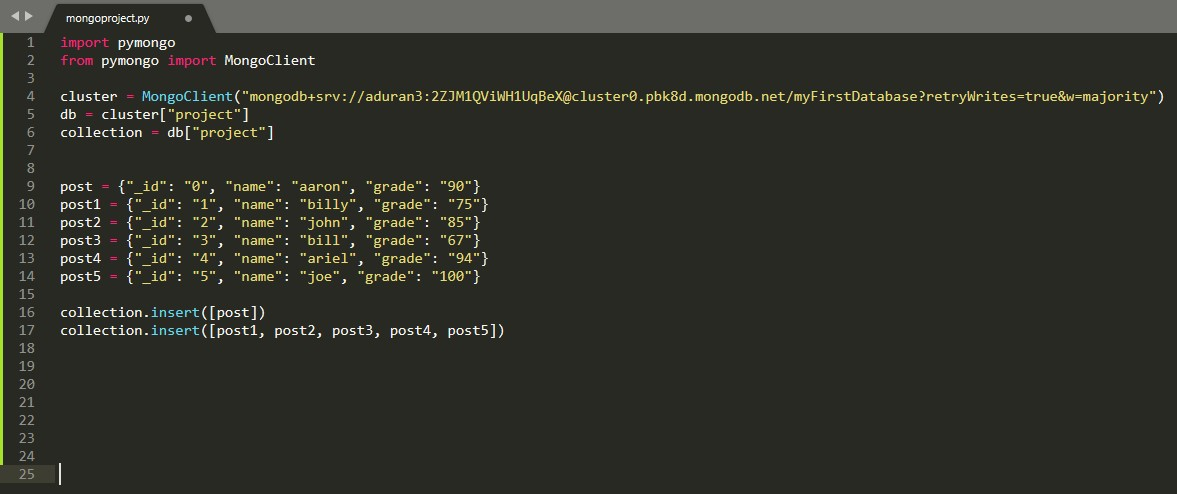 mongoproject.py
1 import pymongo
2 from pymongo import MongoClient
3
4 cluster = MongoClient("mongodb+srv://aduran3:2ZJM1QViWH1UqBeX@cluster0.pbk8d.mongodb.net/myFirstDatabase?retryWrites=true&w=majority")
5 db = cluster["project"]
6 collection = db["project"]
7
8
9 post = {"_id": "0", "name": "aaron", "grade": "90"}
10 post1 = {"_id": "1", "name": "billy", "grade": "75"}
11 post2 = {"_id": "2", "name": "john", "grade": "85"}
12 post3 = {"_id": "3", "name": "bill", "grade": "67"}
13 post4 = {"_id": "4", "name": "ariel", "grade": "94"}
14 post5 = {"_id": "5", "name": "joe", "grade": "100"}
15
16 collection.insert([post])
17 collection.insert([post1, post2, post3, post4, post5])
18
19
20
21
22
23
24
25